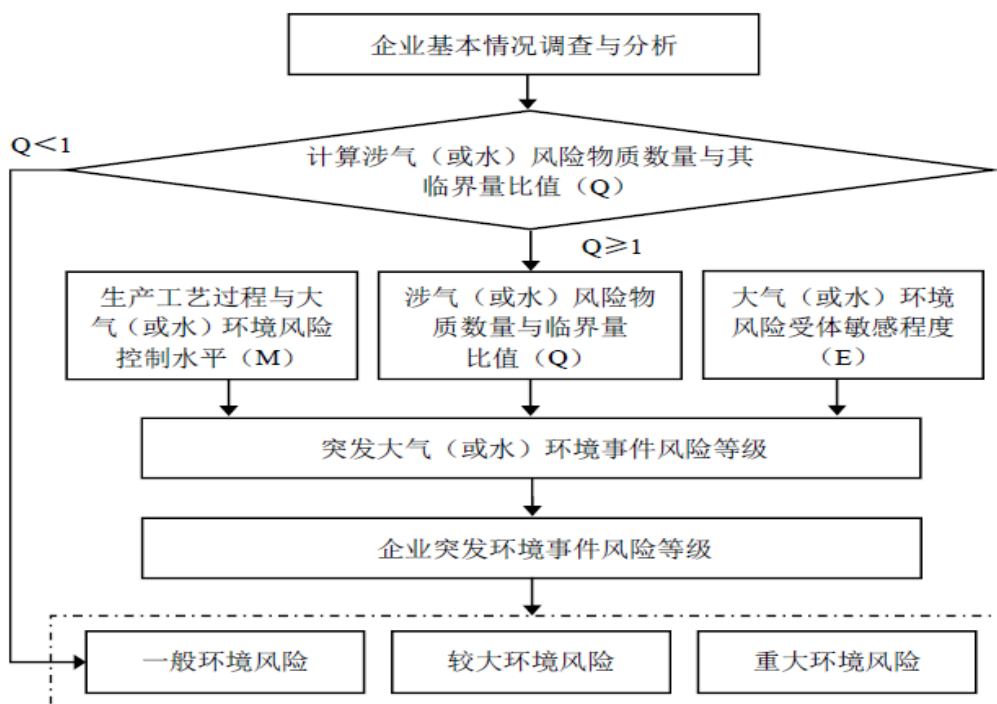 企业基本情况调查与分析
Q＜1
计算涉气（或水）风险物质数量与其
临界量比值（Q）
Q≥1
生产工艺过程与大
气（或水）环境风险
控制水平（M）
涉气（或水）风险物
质数量与临界量
比值（Q）
大气（或水）环境
风险受体敏感程度
（E）
突发大气（或水）环境事件风险等级
企业突发环境事件风险等级
一般环境风险
较大环境风险
重大环境风险